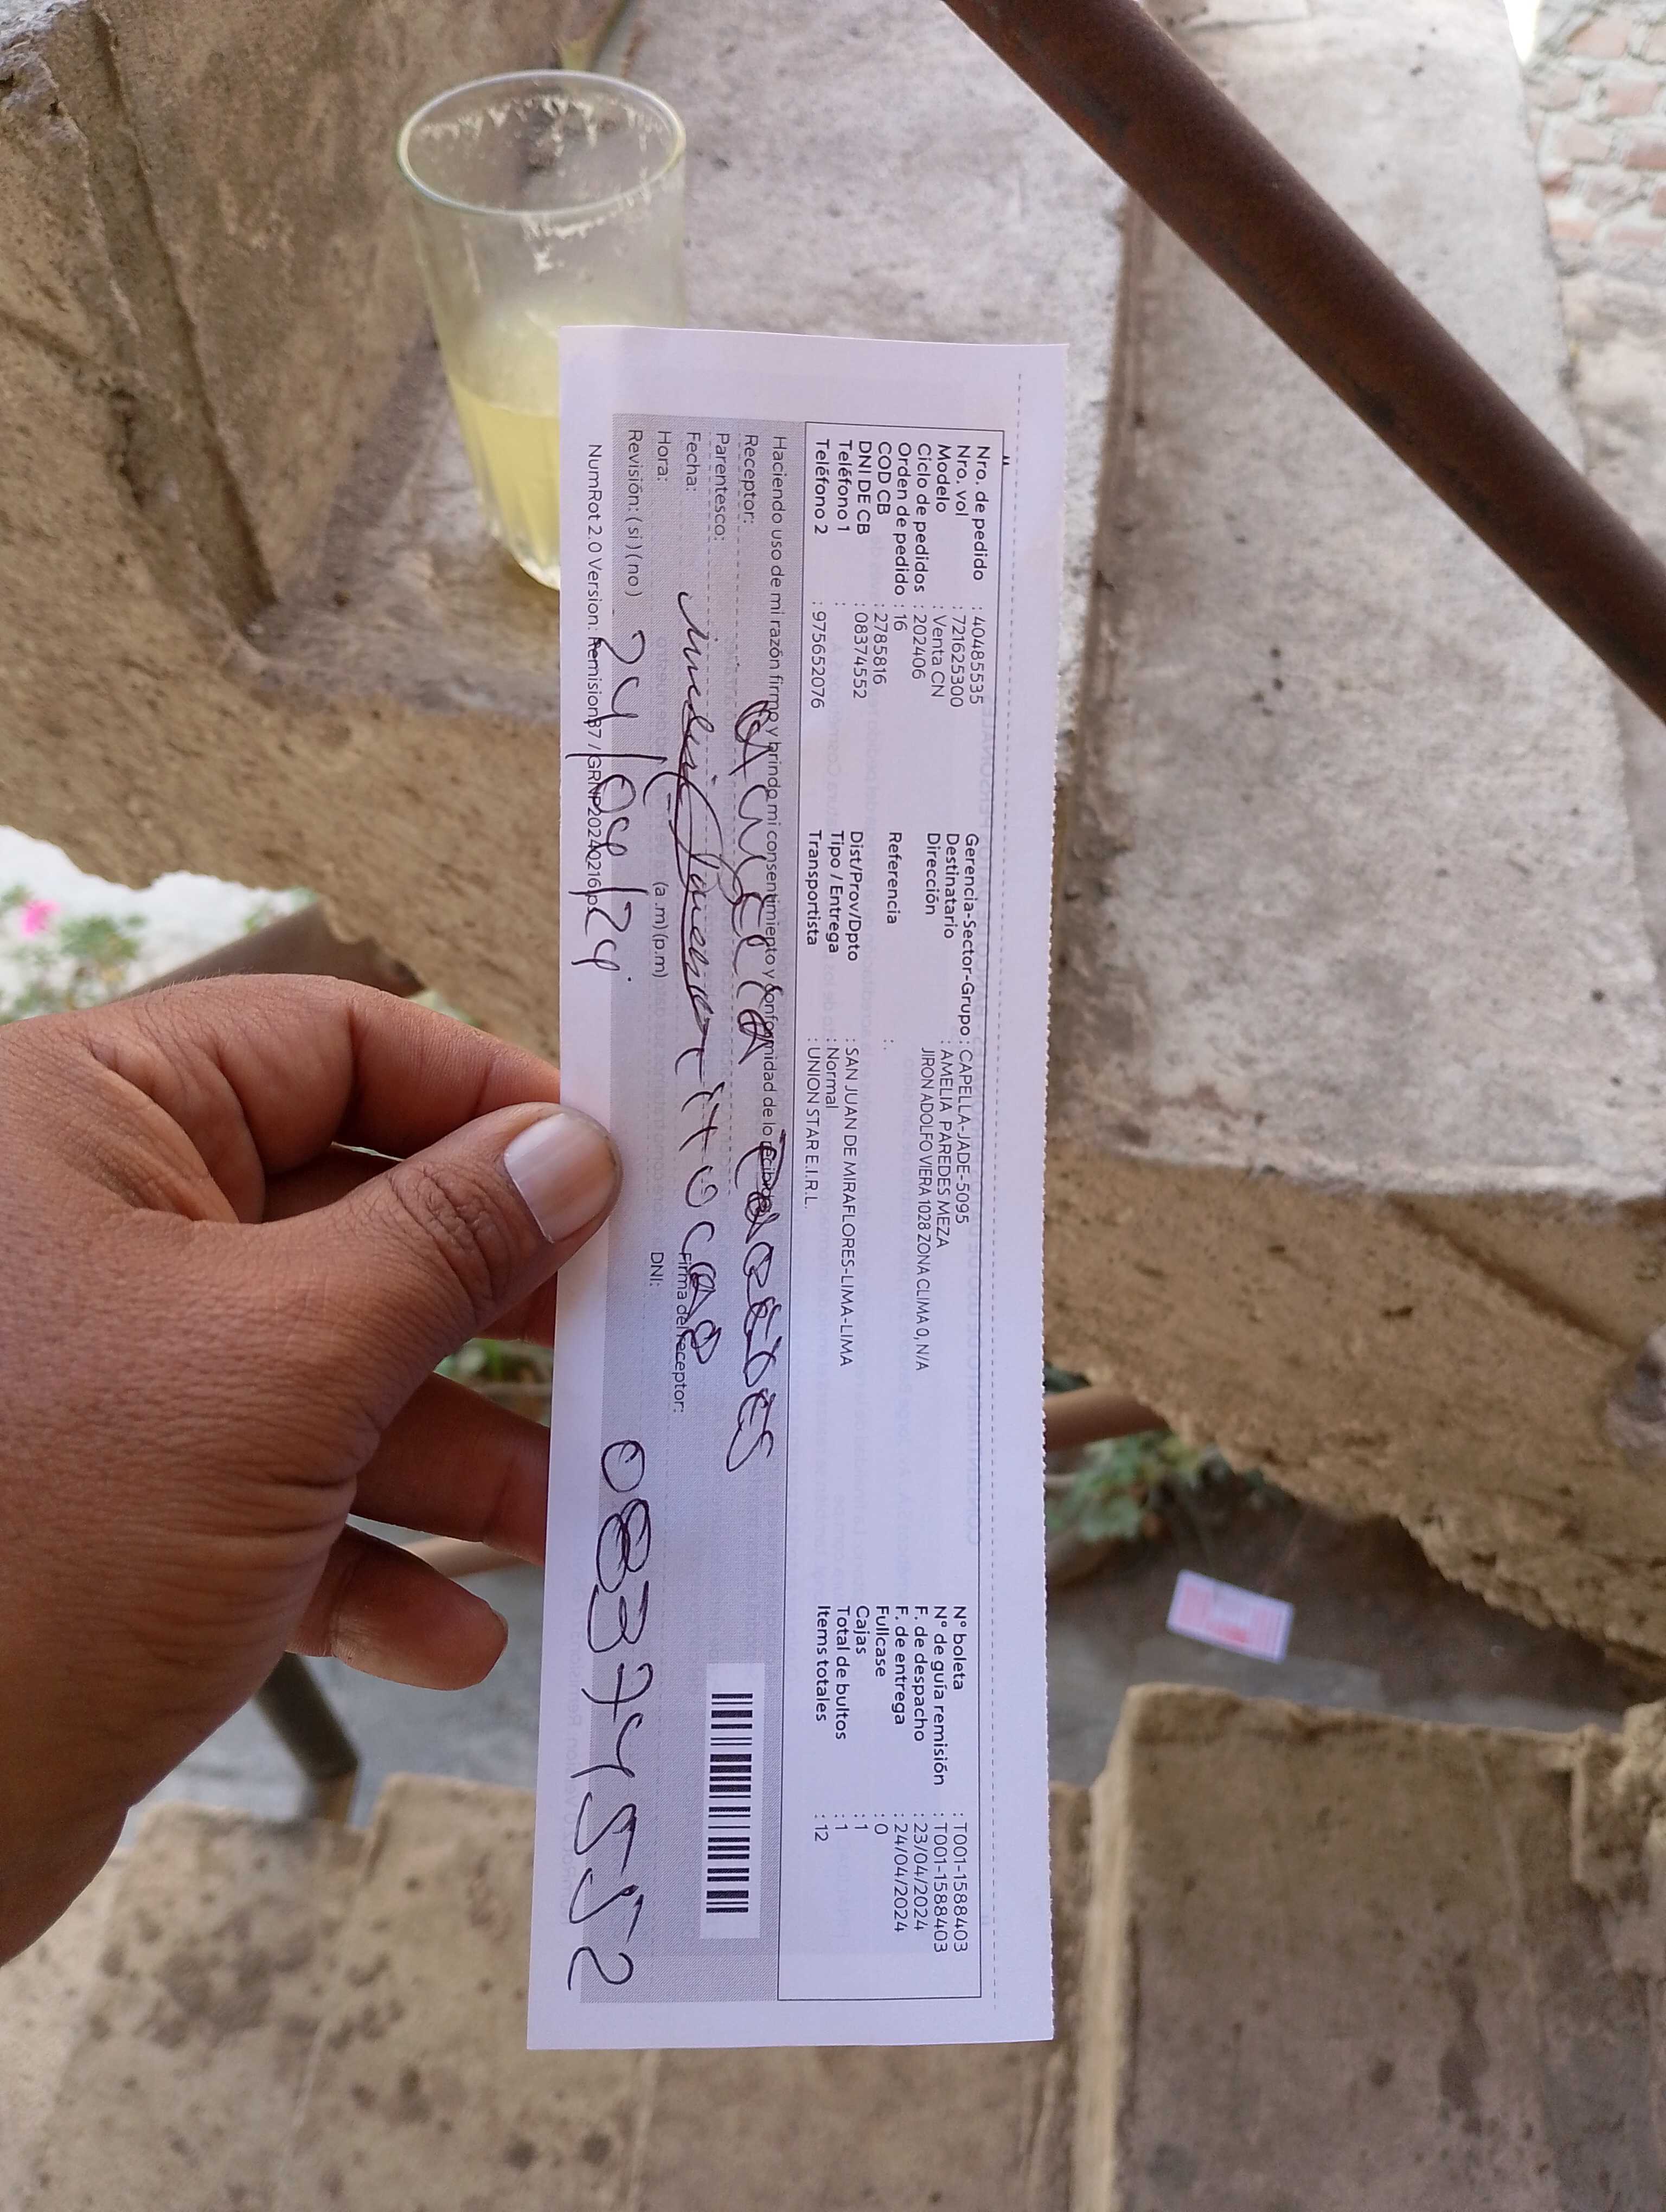 Nro. de pedido : 40485535
Nro. vol : 721625300
Modelo : Venta CN
Ciclo de pedidos : 202406
Orden de pedido : 16
COD CB : 2785816
DNI DE CB : 08374552
Teléfono 1 :
Teléfono 2 : 975652076
Gerencia-Sector-Grupo : CAPELLA-JADE-5095
Destinatario : AMELIA PAREDES MEZA
Dirección JIRON ADOLFO VIERA 1028 ZONA CLIMA 0, N/A
Referencia : .
Dist/Prov/Dpto : SAN JUAN DE MIRAFLORES-LIMA-LIMA
Tipo / Entrega : Normal
Transportista : UNION STAR E.I.R.L.
N° boleta : T001-1588403
N° de guía remisión : T001-1588403
F. de despacho : 23/04/2024
F. de entrega : 24/04/2024
Fullcase : 0
Cajas : 1
Total de bultos : 1
Items totales : 12
Haciendo uso de mi razón firmo y brindo mi consentimiento y conformidad de lo recibido
Receptor: AMELIA PAREDES
Parentesco:
Fecha:
Firma del receptor:
Hora: (a.m) (p.m) DNI:
Revisión: ( si ) ( no ) 24/04/24 08374552
NumRot 2.0 Version: Remision87 / GRNP20240216